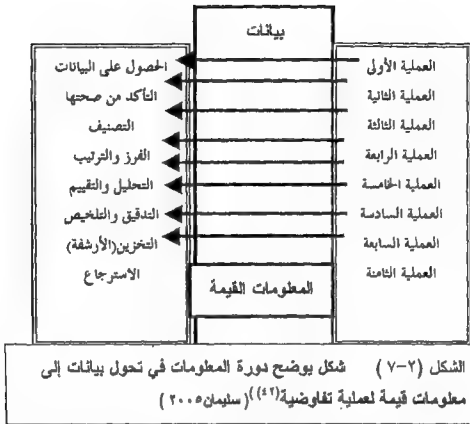 بيانات
العملية الأولى
العملية الثانية
العملية الثالثة
العملية الرابعة
العملية الخامسة
العملية السادسة
العملية السابعة
العملية الثامنة
الحصول على البيانات
التأكد من صحتها
التصنيف
الفرز والترتيب
التحليل والتقييم
التدقيق والتلخيص
التخزين(الأرشفة)
الاسترجاع
المعلومات القيمة
الشكل (٢-٧) شكل يوضح دورة المعلومات في تحول بيانات إلى
معلومات قيمة لعملية تفاوضية(٤٢)(سليمان٢٠٠٥)